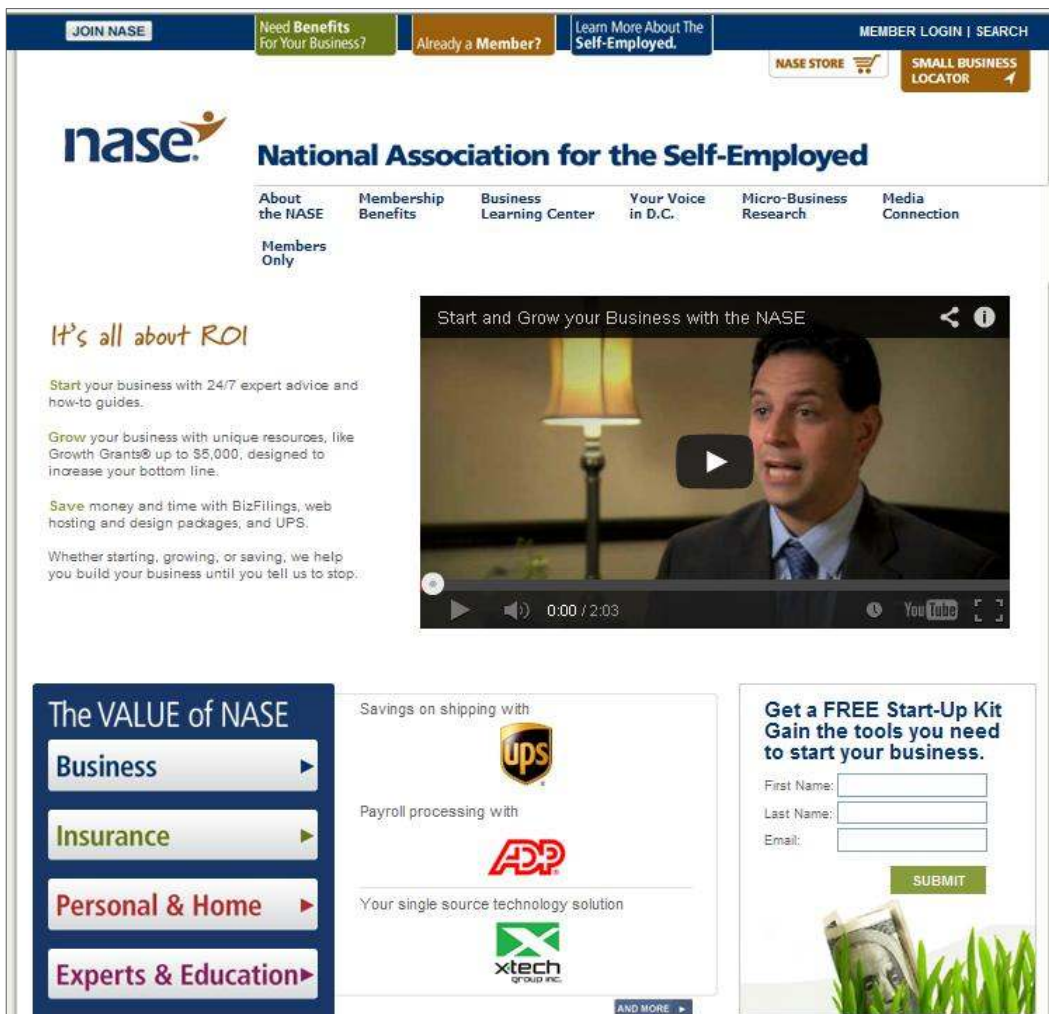 JOIN NASE
Need Benefits
For Your Business?
Already a Member?
Learn More About The
Self-Employed.
MEMBER LOGIN | SEARCH
NASE STORE
SMALL BUSINESS
LOCATOR
nase.
National Association for the Self-Employed
About
the NASE
Membership
Benefits
Business
Learning Center
Your Voice
in D.C.
Micro-Business
Research
Media
Connection
Members
Only
It's all about ROI
Start your business with 24/7 expert advice and
how-to guides.
Grow your business with unique resources, like
Growth Grants® up to $5,000, designed to
increase your bottom line.
Save money and time with BizFilings, web
hosting and design packages, and UPS.
Whether starting, growing, or saving, we help
you build your business until you tell us to stop.
Start and Grow your Business with the NASE
0:00 / 2:03
YouTube
The VALUE of NASE
Business
Insurance
Personal & Home
Experts & Education
Savings on shipping with
ups
Payroll processing with
ADP
Your single source technology solution
x-tech
group inc.
AND MORE
Get a FREE Start-Up Kit
Gain the tools you need
to start your business.
First Name:
Last Name:
Email:
SUBMIT